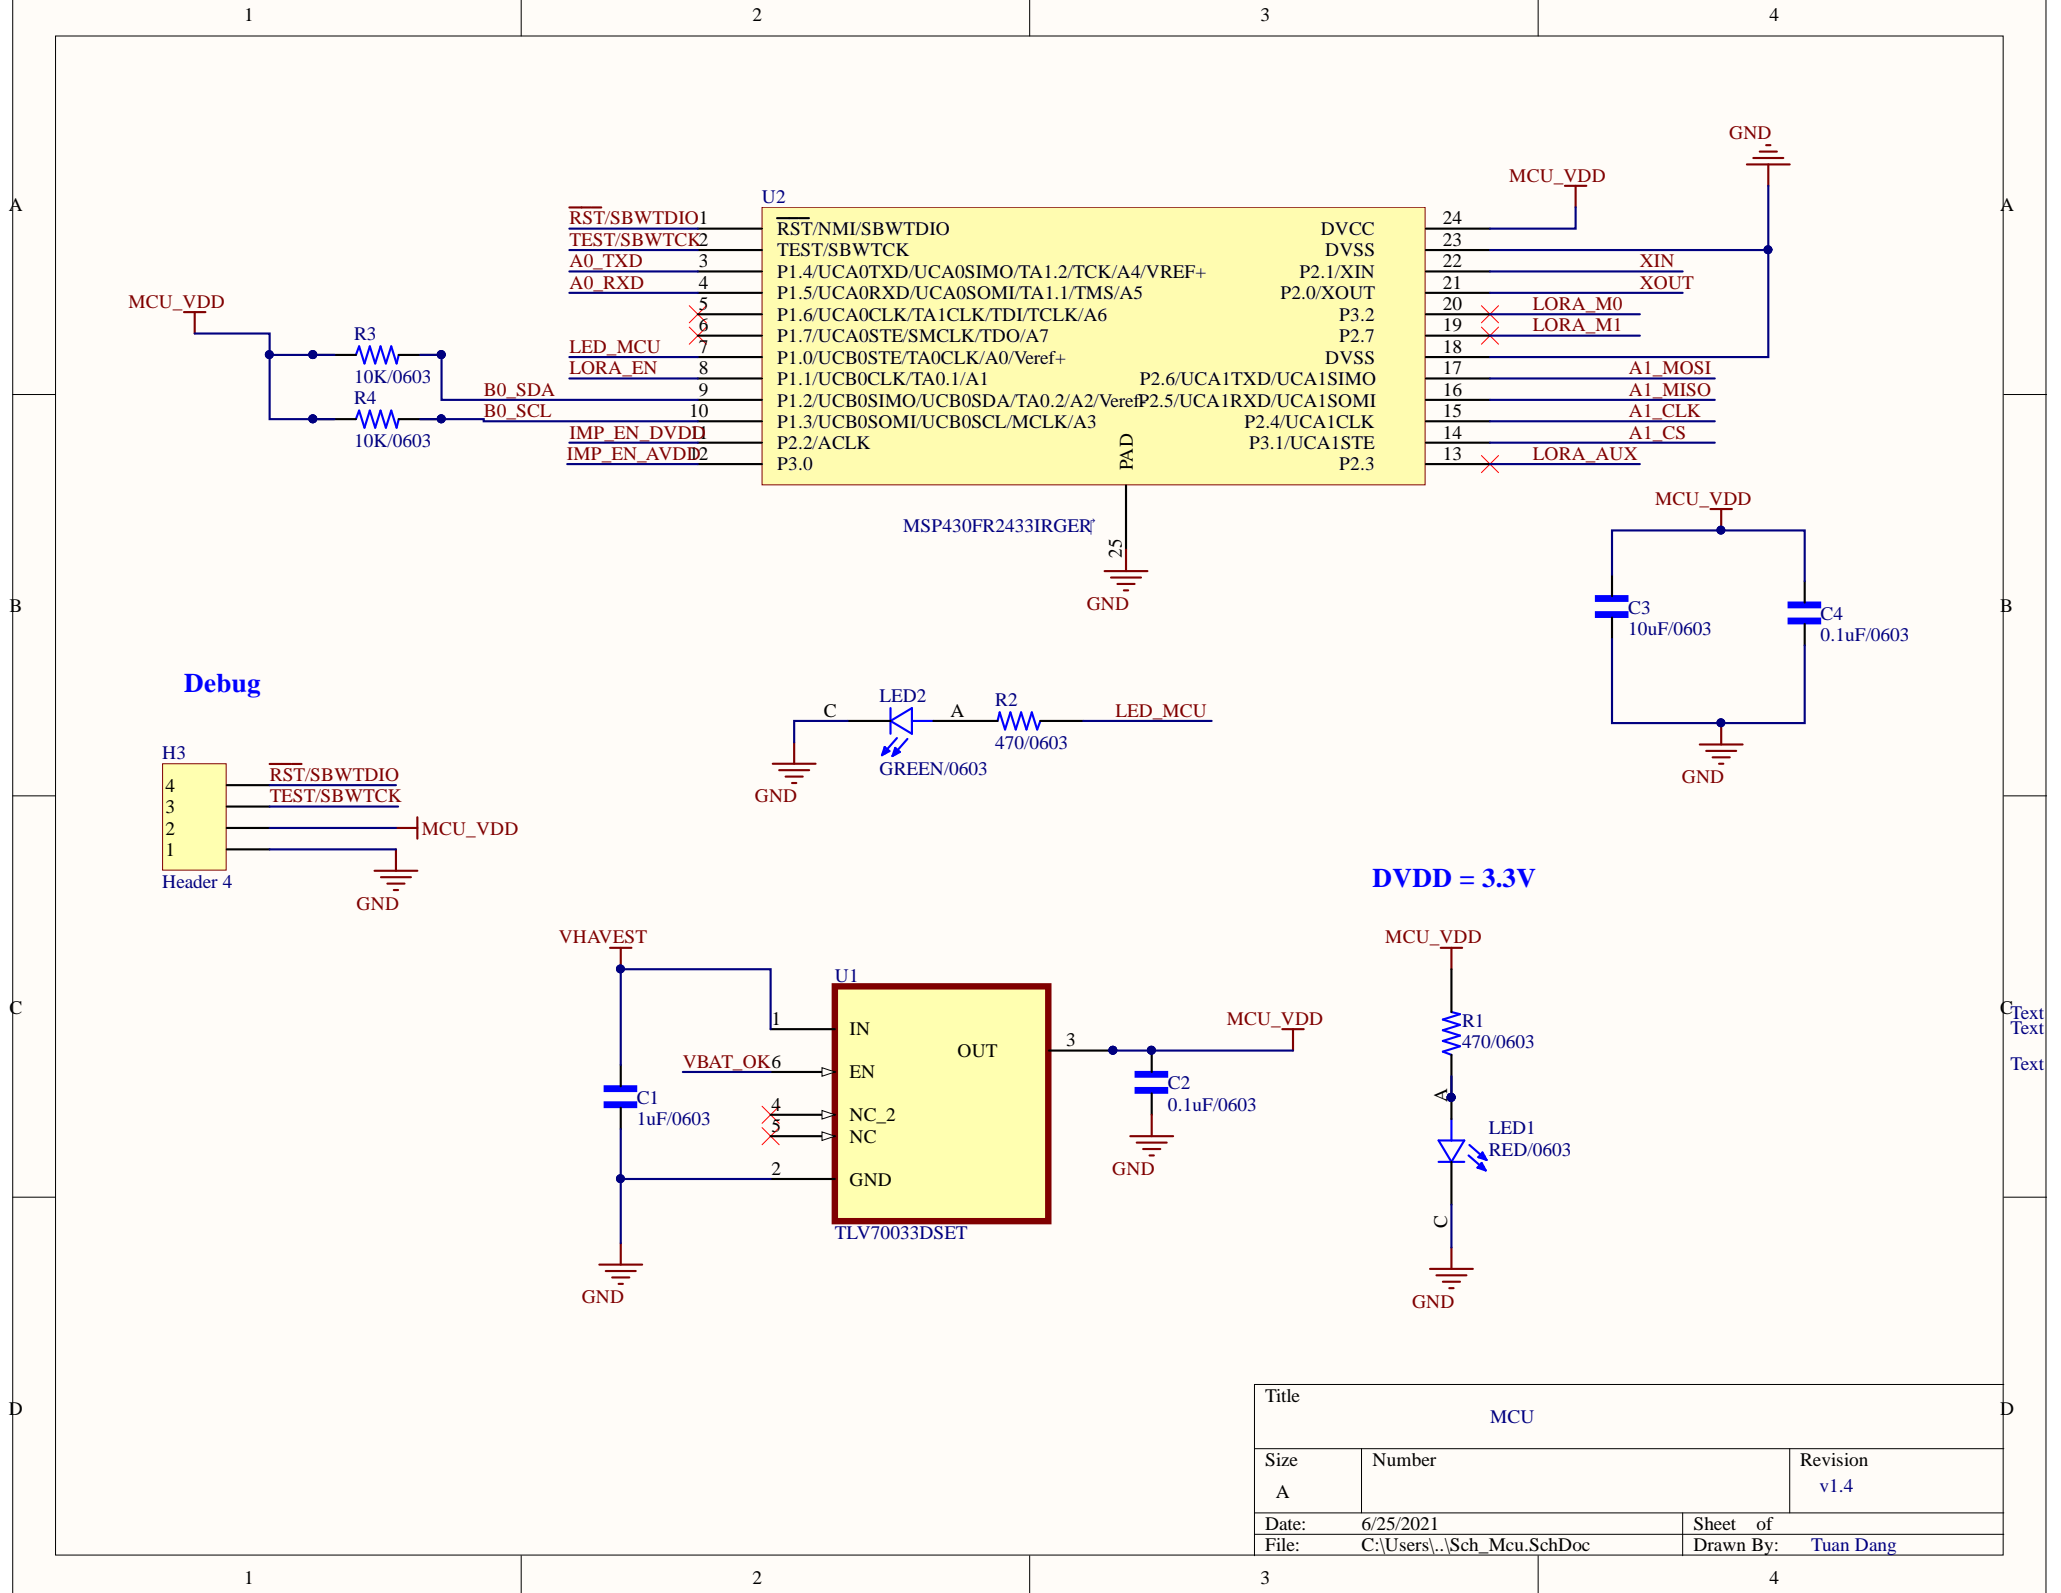 1 2 3 4
A A
B B
C C
D D
1 2 3 4
GND
MCU_VDD
U2
RST/SBWTDIO 1 RST/NMI/SBWTDIO DVCC 24
TEST/SBWTCK 2 TEST/SBWTCK DVSS 23
A0_TXD 3 P1.4/UCA0TXD/UCA0SIMO/TA1.2/TCK/A4/VREF+ P2.1/XIN 22 XIN
A0_RXD 4 P1.5/UCA0RXD/UCA0SOMI/TA1.1/TMS/A5 P2.0/XOUT 21 XOUT
5 P1.6/UCA0CLK/TA1CLK/TDI/TCLK/A6 P3.2 20 LORA_M0
6 P1.7/UCA0STE/SMCLK/TDO/A7 P2.7 19 LORA_M1
LED_MCU 7 P1.0/UCB0STE/TA0CLK/A0/Veref+ DVSS 18
LORA_EN 8 P1.1/UCB0CLK/TA0.1/A1 P2.6/UCA1TXD/UCA1SIMO 17 A1_MOSI
B0_SDA 9 P1.2/UCB0SIMO/UCB0SDA/TA0.2/A2/Veref- P2.5/UCA1RXD/UCA1SOMI 16 A1_MISO
B0_SCL 10 P1.3/UCB0SOMI/UCB0SCL/MCLK/A3 P2.4/UCA1CLK 15 A1_CLK
IMP_EN_DVDD 11 P2.2/ACLK P3.1/UCA1STE 14 A1_CS
IMP_EN_AVDD 12 P3.0 P2.3 13 LORA_AUX
PAD
25
MSP430FR2433IRGER
GND
MCU_VDD
R3
10K/0603
R4
10K/0603
MCU_VDD
C3
10uF/0603
C4
0.1uF/0603
GND
Debug
H3
4 RST/SBWTDIO
3 TEST/SBWTCK
2 MCU_VDD
1
Header 4
GND
LED2
C A
GREEN/0603
R2
470/0603
LED_MCU
GND
DVDD = 3.3V
VHAVEST
C1
1uF/0603
GND
U1
1 IN
VBAT_OK 6 EN
4 NC_2
5 NC
2 GND
OUT 3
TLV70033DSET
MCU_VDD
C2
0.1uF/0603
GND
MCU_VDD
R1
470/0603
A
LED1
RED/0603
C
GND
Text
Text
Text
Title
MCU
Size
A
Number
Revision
v1.4
Date: 6/25/2021 Sheet of
File: C:\Users\..\Sch_Mcu.SchDoc Drawn By: Tuan Dang